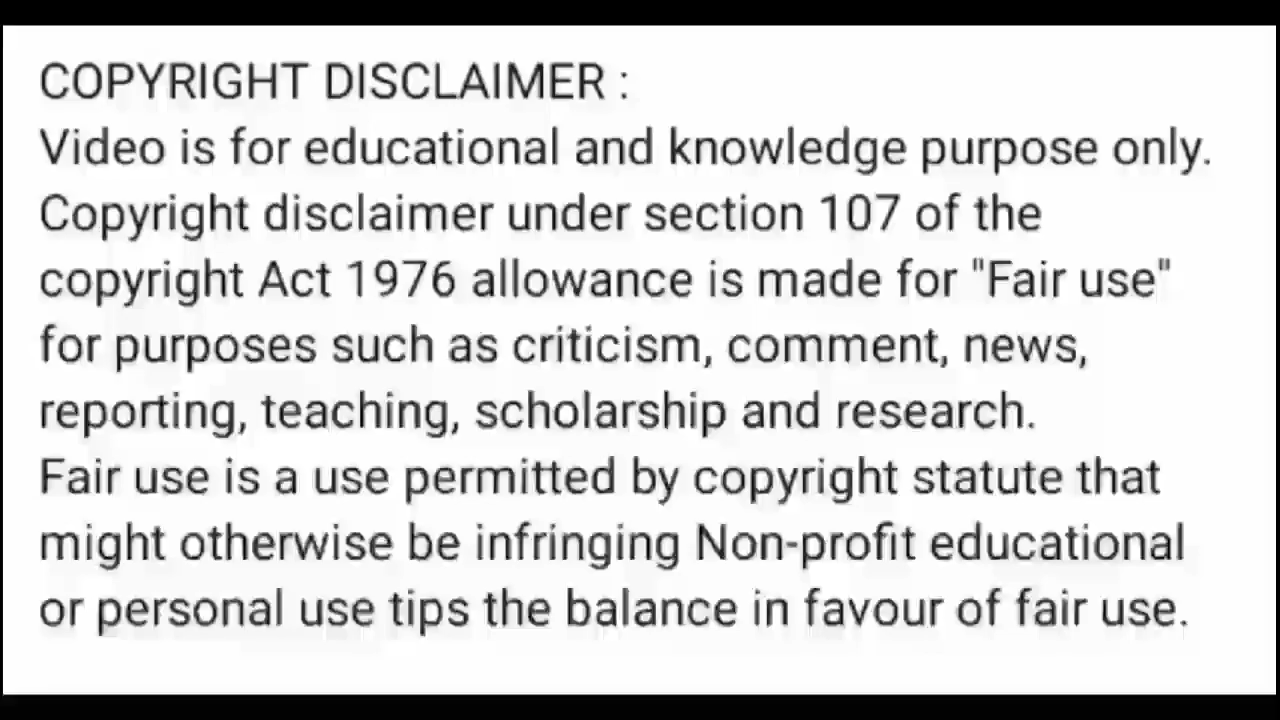 COPYRIGHT DISCLAIMER :
Video is for educational and knowledge purpose only.
Copyright disclaimer under section 107 of the
copyright Act 1976 allowance is made for "Fair use"
for purposes such as criticism, comment, news,
reporting, teaching, scholarship and research.
Fair use is a use permitted by copyright statute that
might otherwise be infringing Non-profit educational
or personal use tips the balance in favour of fair use.